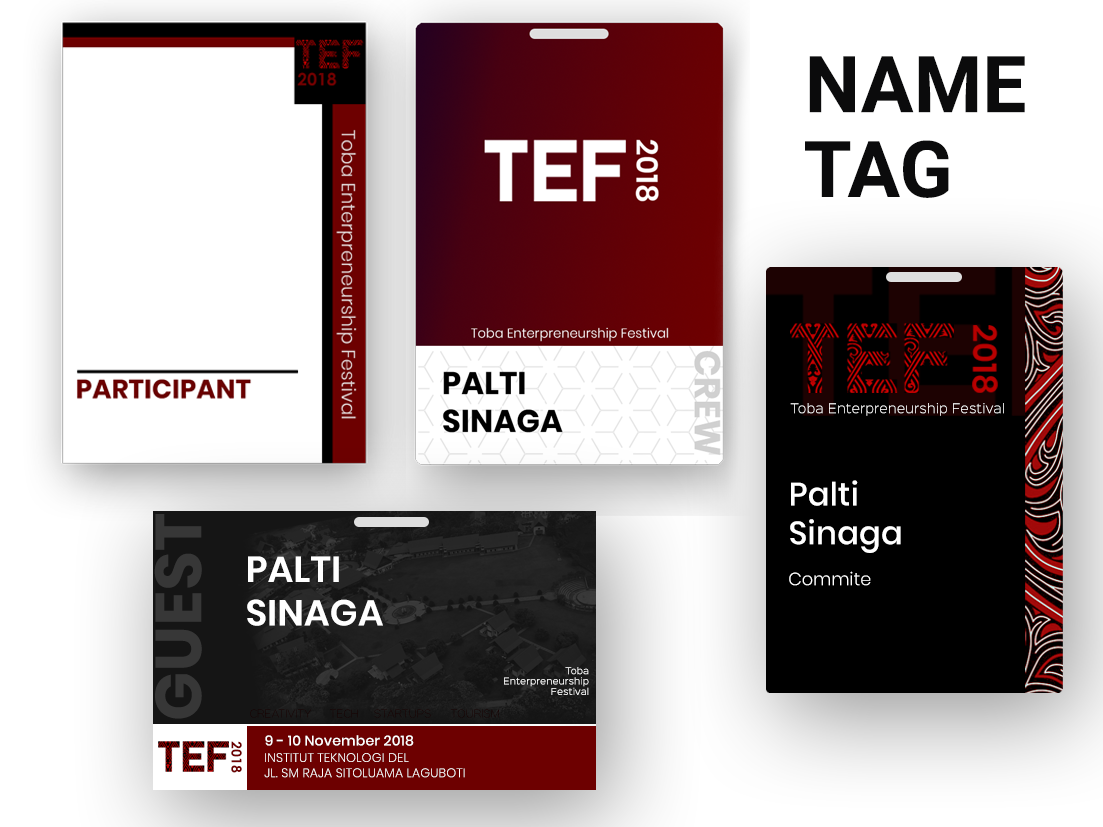 NAME
TAG
TEF
2018
Toba Enterpreneurship Festival
PARTICIPANT
TEF
2018
Toba Enterpreneurship Festival
PALTI
SINAGA
CREW
TEF
2018
Toba Enterpreneurship Festival
Palti
Sinaga
Commite
GUEST
PALTI
SINAGA
Toba
Enterpreneurship
Festival
TEF
2018
9 - 10 November 2018
INSTITUT TEKNOLOGI DEL
JL. SM RAJA SITOLUAMA LAGUBOTI